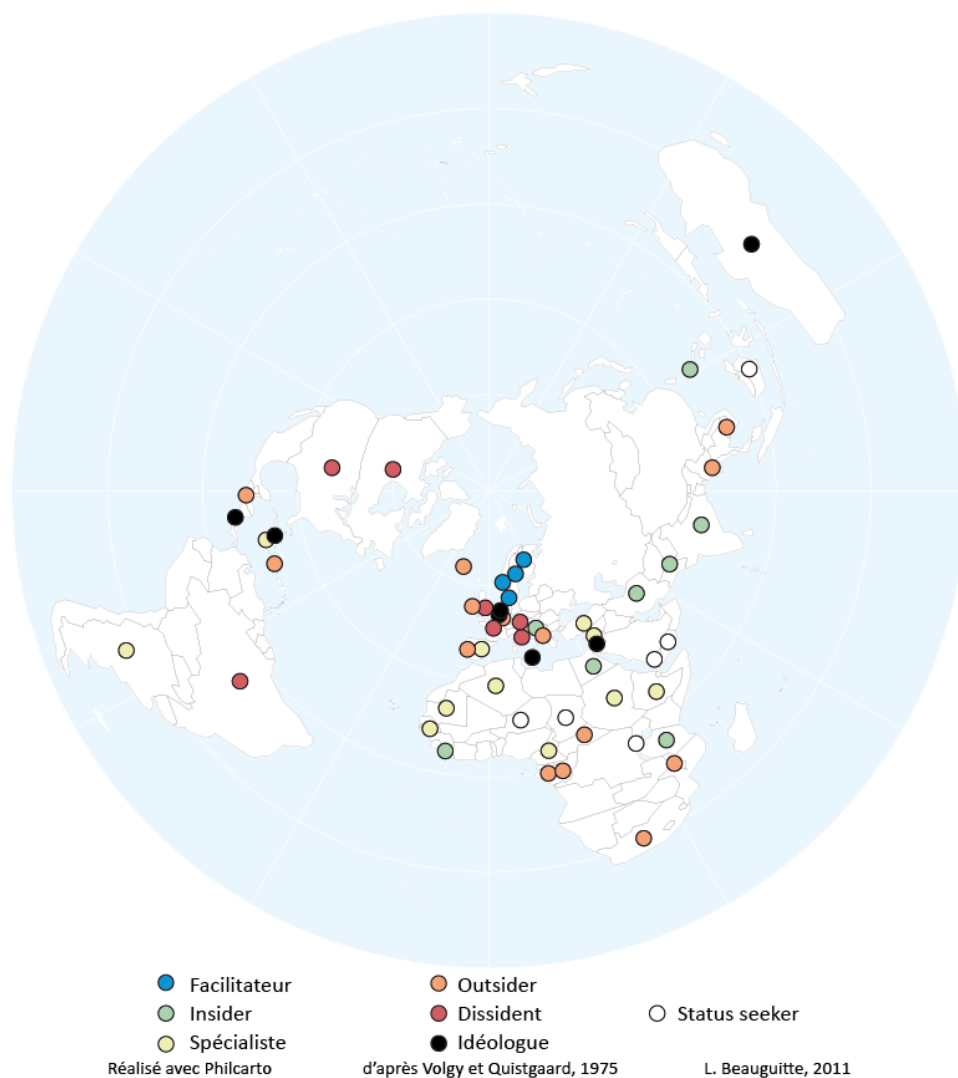 Facilitateur
Outsider
Insider
Dissident
Status seeker
Spécialiste
Idéologue
Réalisé avec Philcarto
d'après Volgy et Quistgaard, 1975
L. Beauguitte, 2011